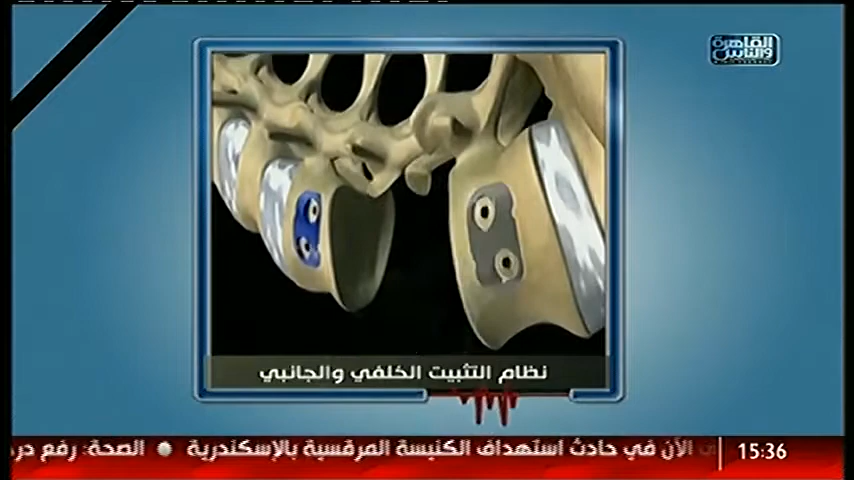 القاهرة
والناس
نظام التثبيت الخلفي والجانبي
الآن في حادث استهداف الكنيسة المرقسية بالإسكندرية ● الصحة: رفع
15:36